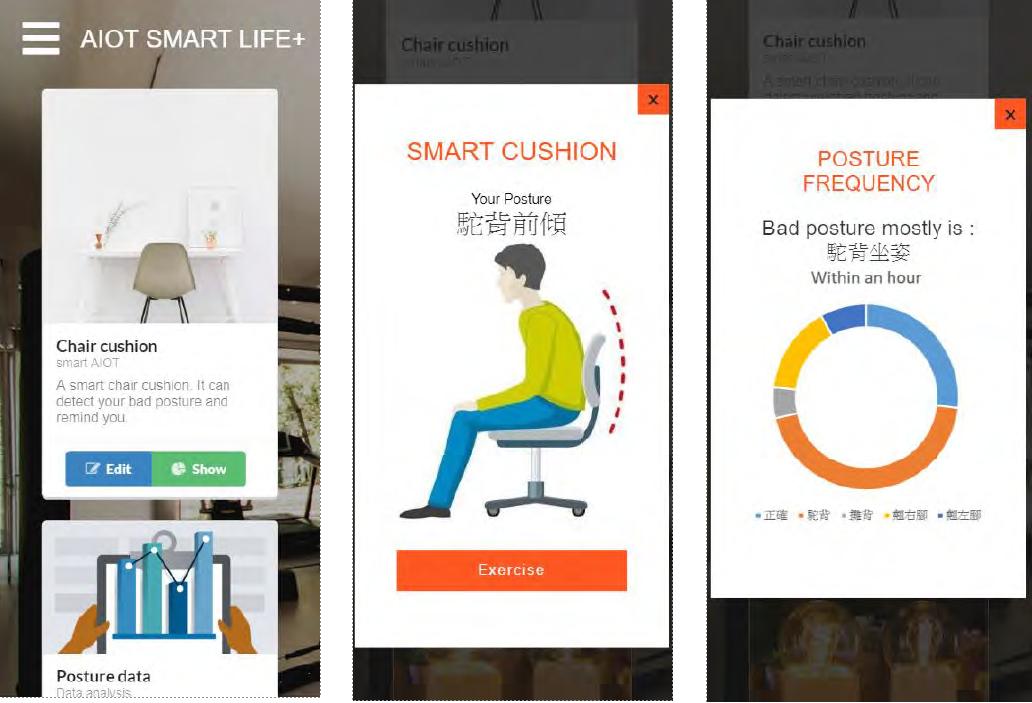 AIOT SMART LIFE+
Chair cushion
smart AIOT
A smart chair cushion. It can
detect your bad posture and
remind you.
Edit
Show
Posture data
Data analysis
Chair cushion
smart AIOT
x
SMART CUSHION
Your Posture
駝背前傾
Exercise
Chair cushion
smart AIOT
A smart chair cushion. It can
x
POSTURE
FREQUENCY
Bad posture mostly is :
駝背坐姿
Within an hour
正確 駝背 攤背 翹右腳 翹左腳